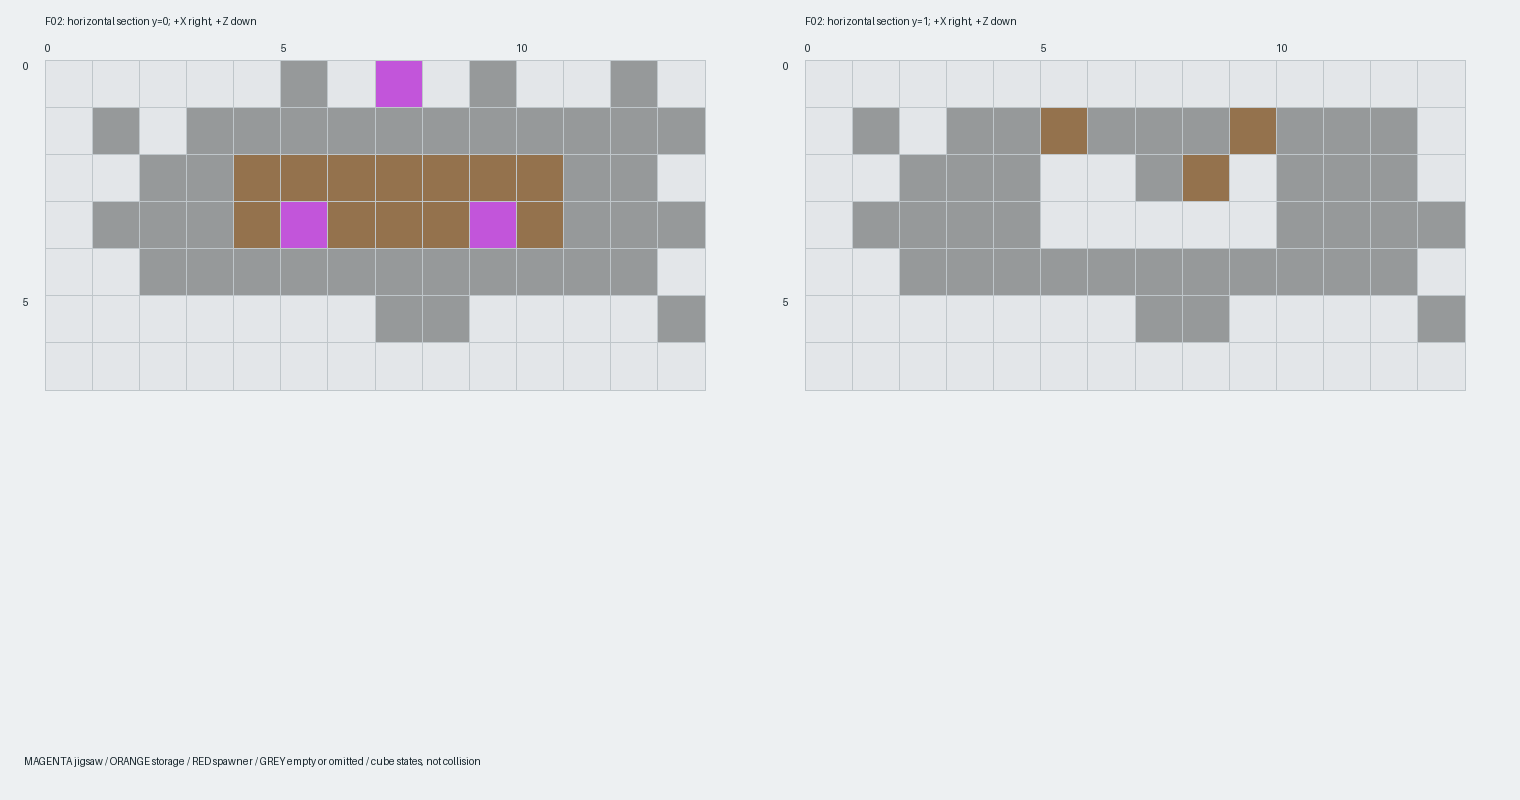 F02: horizontal section y=0; +X right, +Z down
F02: horizontal section y=1; +X right, +Z down
0 5 10
0 5 10
0
0
5
5
MAGENTA jigsaw / ORANGE storage / RED spawner / GREY empty or omitted / cube states, not collision